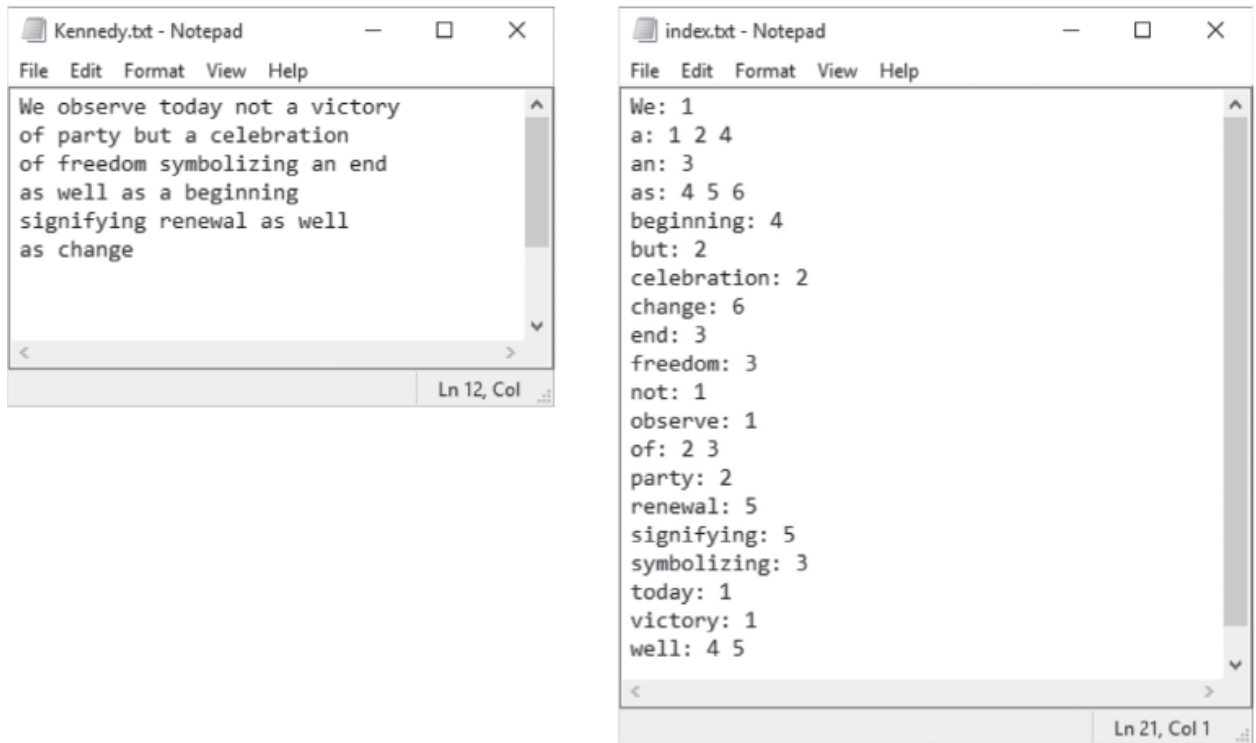 Kennedy.txt - Notepad
File Edit Format View Help
We observe today not a victory
of party but a celebration
of freedom symbolizing an end
as well as a beginning
signifying renewal as well
as change
Ln 12, Col
index.txt - Notepad
File Edit Format View Help
We: 1
a: 1 2 4
an: 3
as: 4 5 6
beginning: 4
but: 2
celebration: 2
change: 6
end: 3
freedom: 3
not: 1
observe: 1
of: 2 3
party: 2
renewal: 5
signifying: 5
symbolizing: 3
today: 1
victory: 1
well: 4 5
Ln 21, Col 1